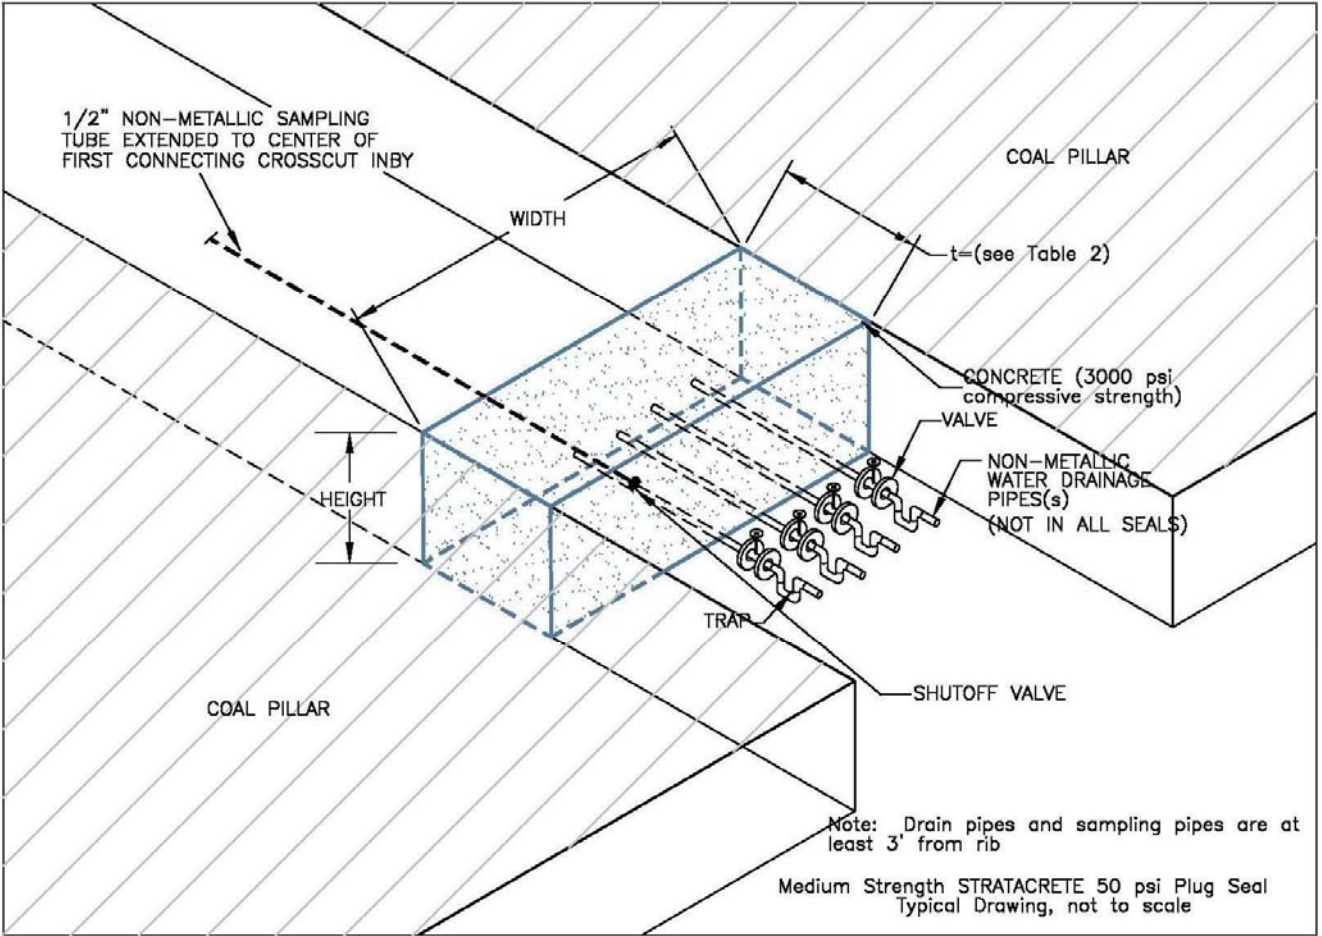 1/2" NON-METALLIC SAMPLING
TUBE EXTENDED TO CENTER OF
FIRST CONNECTING CROSSCUT INBY
COAL PILLAR
WIDTH
t=(see Table 2)
CONCRETE (3000 psi
compressive strength)
VALVE
NON-METALLIC
WATER DRAINAGE
PIPES(s)
(NOT IN ALL SEALS)
HEIGHT
TRAP
SHUTOFF VALVE
COAL PILLAR
Note: Drain pipes and sampling pipes are at
least 3' from rib
Medium Strength STRATACRETE 50 psi Plug Seal
Typical Drawing, not to scale